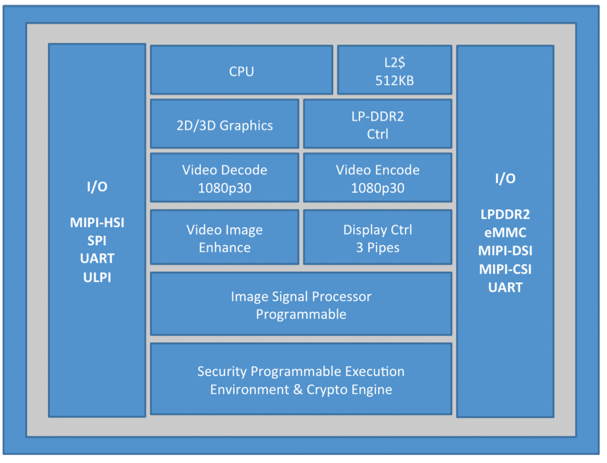 I/O
MIPI-HSI
SPI
UART
ULPI
CPU
L2$
512KB
2D/3D Graphics
LP-DDR2
Ctrl
Video Decode
1080p30
Video Encode
1080p30
Video Image
Enhance
Display Ctrl
3 Pipes
Image Signal Processor
Programmable
Security Programmable Execution
Environment & Crypto Engine
I/O
LPDDR2
eMMC
MIPI-DSI
MIPI-CSI
UART